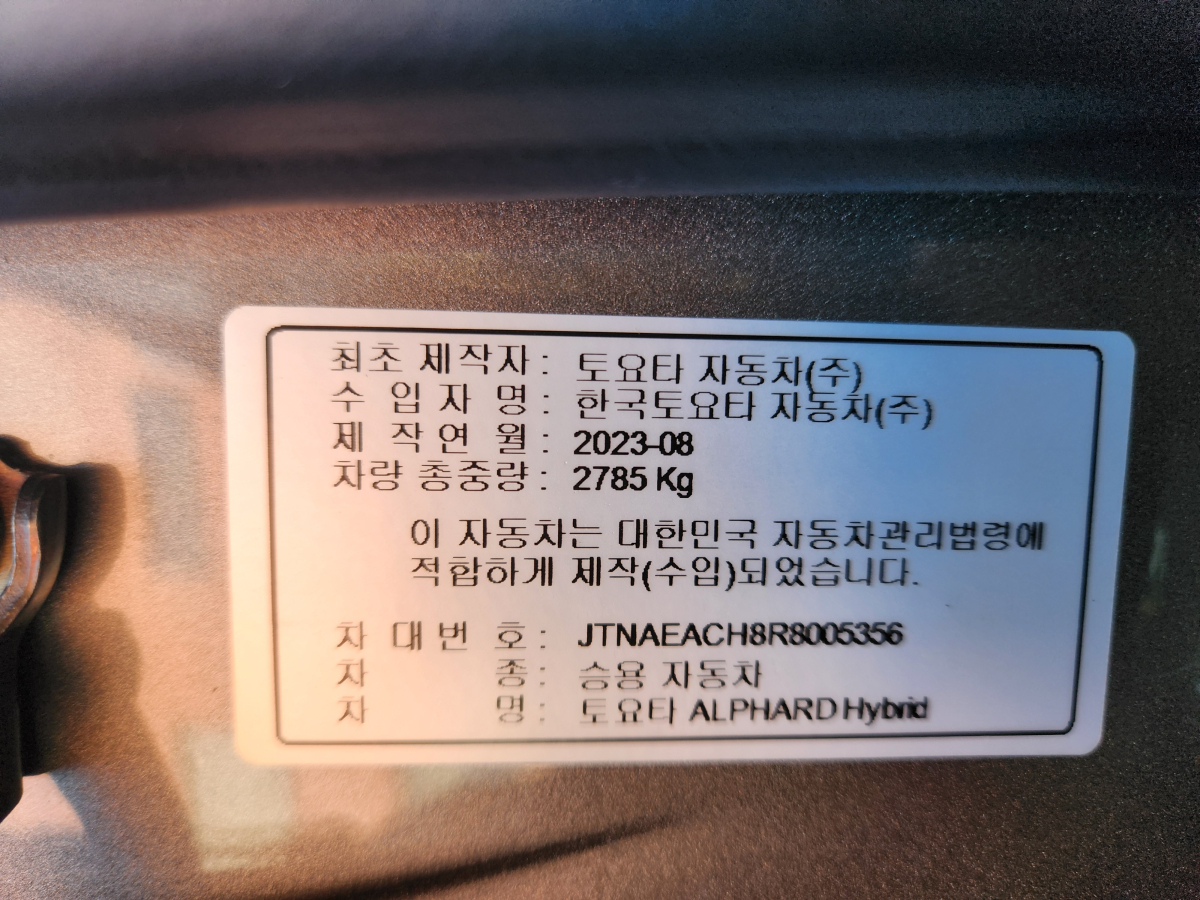 최초 제작자 : 토요타 자동차(주)
수 입 자 명 : 한국토요타 자동차(주)
제 작 연 월 : 2023-08
차량 총중량 : 2785 Kg
이 자동차는 대한민국 자동차관리법령에
적합하게 제작(수입)되었습니다.
차 대 번 호 : JTNAEACH8R8005356
차 종 : 승용 자동차
차 명 : 토요타 ALPHARD Hybrid